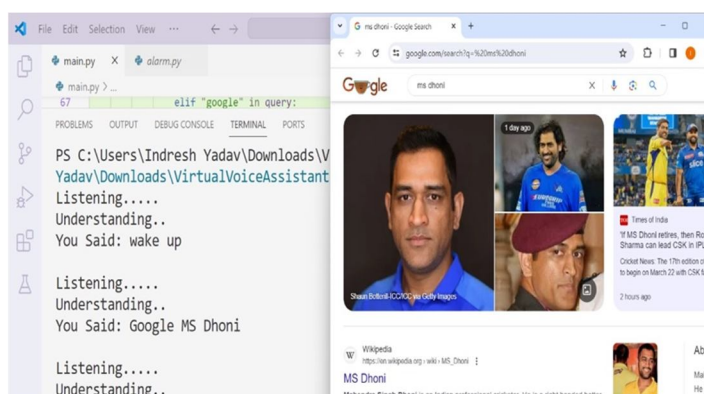 File Edit Selection View ...
main.py X alarm.py
main.py > ...
67 elif "google" in query:
PROBLEMS OUTPUT DEBUG CONSOLE TERMINAL PORTS
PS C:\Users\Indresh Yadav\Downloads\V
Yadav\Downloads\VirtualVoiceAssistant
Listening.....
Understanding..
You Said: wake up
Listening.....
Understanding..
You Said: Google MS Dhoni
Listening.....
Understanding..
ms dhoni - Google Search
google.com/search?q=%20ms%20dhoni
Google
ms dhoni
1 day ago
Shaun Botterill-ICC/ICC via Getty Images
slice
Times of India
'If MS Dhoni retires, then Ro
Sharma can lead CSK in IPL
Cricket News: The 17th edition o
to begin on March 22 with CSK f
2 hours ago
W Wikipedia
https://en.wikipedia.org › wiki › MS_Dhoni
MS Dhoni
Ab
Mal
He